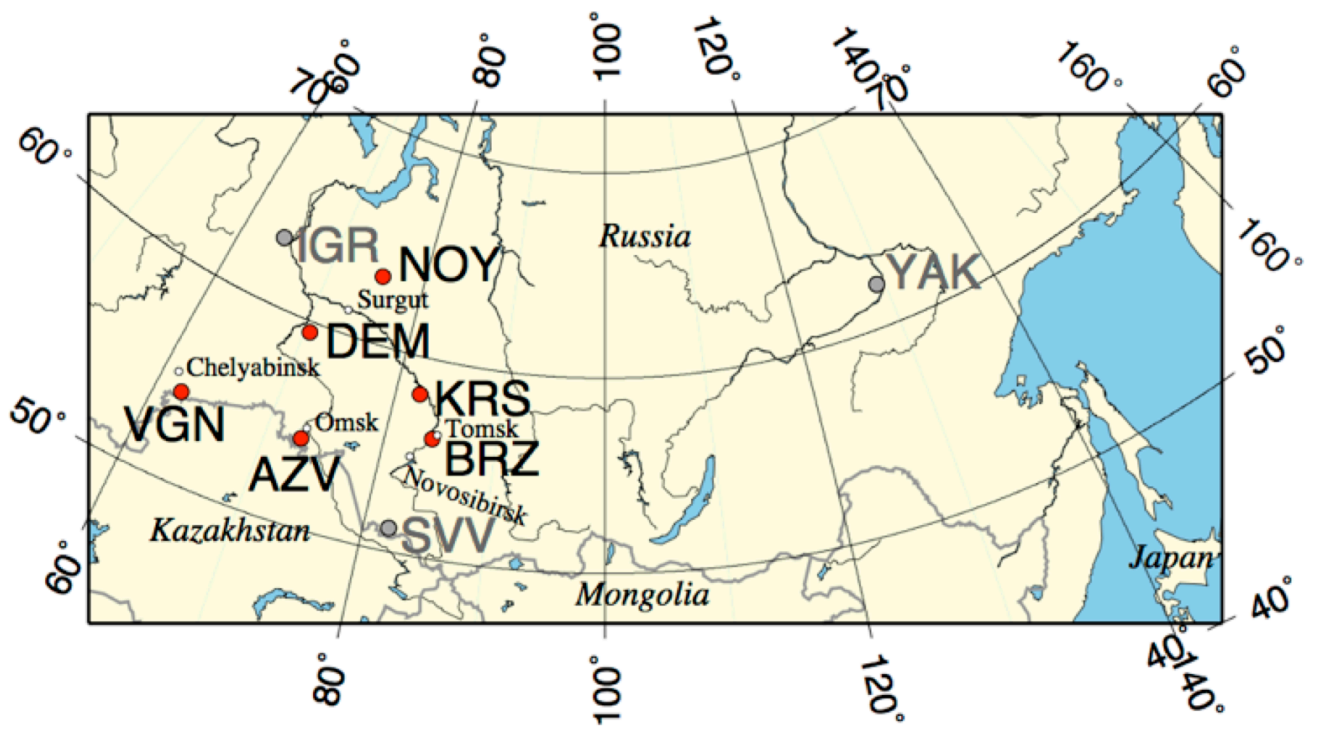 60° 80° 100° 120° 140° 160° 60°
70° 70°
60°
Russia
IGR
NOY
YAK
160°
Surgut
DEM
50°
Chelyabinsk
KRS
50°
VGN
Omsk
Tomsk
AZV
BRZ
Novosibirsk
Kazakhstan
SVV
60°
Japan
Mongolia
40°
80° 100° 120° 40° 140°